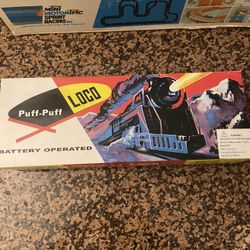 MINI
MOTORIFIC
SPRINT
RACING
Puff-Puff
LOCO
BATTERY OPERATED